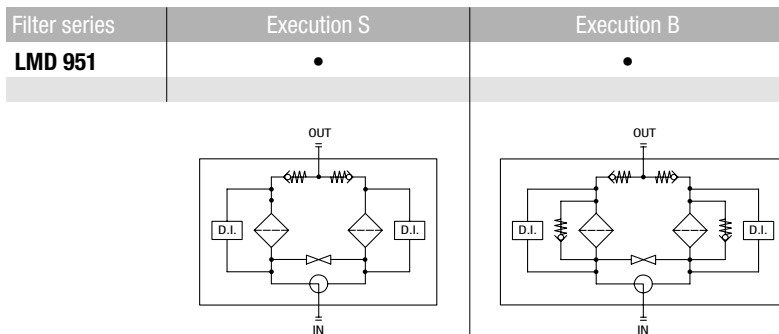 Filter series Execution S Execution B
LMD 951 • •
OUT OUT
D.I. D.I. D.I. D.I.
IN IN